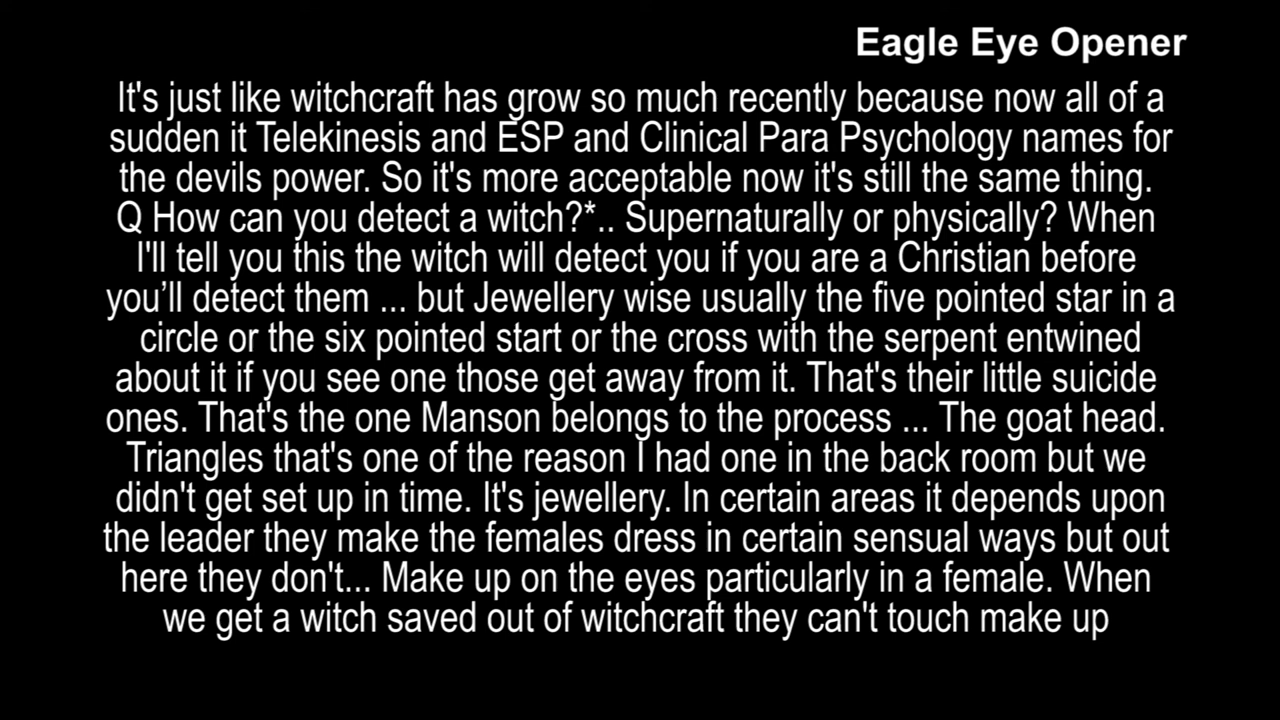 Eagle Eye Opener
It's just like witchcraft has grow so much recently because now all of a
sudden it Telekinesis and ESP and Clinical Para Psychology names for
the devils power. So it's more acceptable now it's still the same thing.
Q How can you detect a witch?*.. Supernaturally or physically? When
I'll tell you this the witch will detect you if you are a Christian before
you’ll detect them ... but Jewellery wise usually the five pointed star in a
circle or the six pointed start or the cross with the serpent entwined
about it if you see one those get away from it. That's their little suicide
ones. That's the one Manson belongs to the process ... The goat head.
Triangles that's one of the reason I had one in the back room but we
didn't get set up in time. It's jewellery. In certain areas it depends upon
the leader they make the females dress in certain sensual ways but out
here they don't... Make up on the eyes particularly in a female. When
we get a witch saved out of witchcraft they can't touch make up